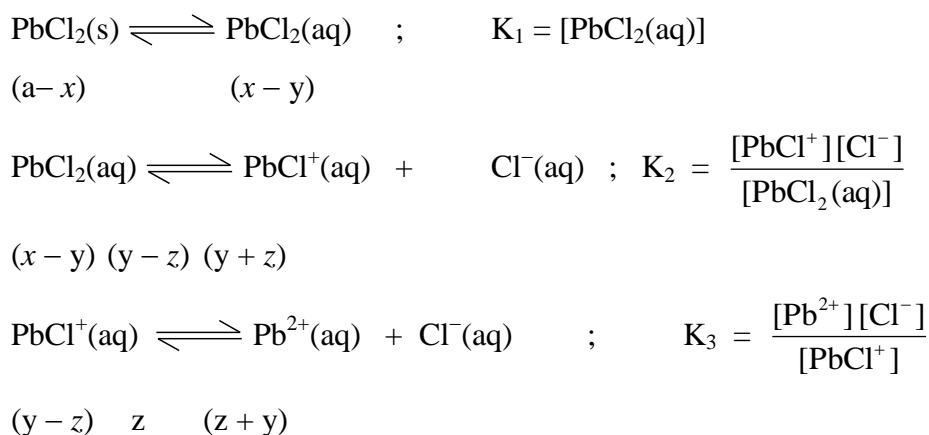 PbCl₂(s) ⇌ PbCl₂(aq) ; K₁ = [PbCl₂(aq)]
(a– x) (x – y)
PbCl₂(aq) ⇌ PbCl⁺(aq) + Cl⁻(aq) ; K₂ = [PbCl⁺][Cl⁻] / [PbCl₂(aq)]
(x – y) (y – z) (y + z)
PbCl⁺(aq) ⇌ Pb²⁺(aq) + Cl⁻(aq) ; K₃ = [Pb²⁺][Cl⁻] / [PbCl⁺]
(y – z) z (z + y)